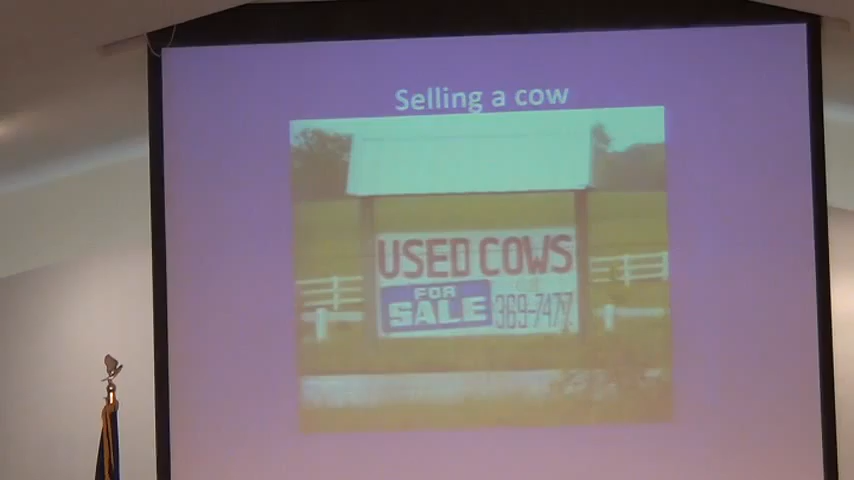 Selling a cow
USED COWS
FOR
SALE
369-7477